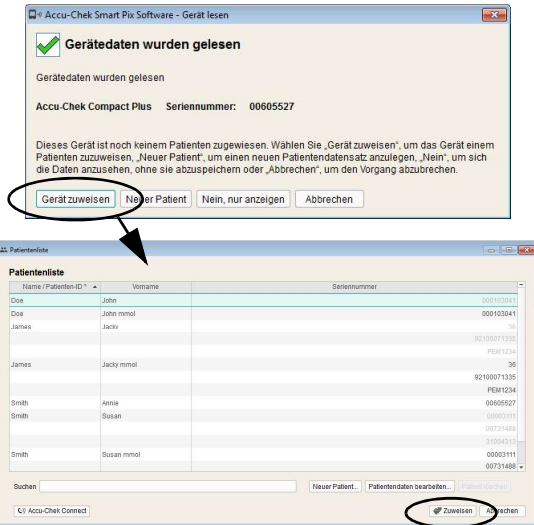 Accu-Chek Smart Pix Software - Gerät lesen
Gerätedaten wurden gelesen
Gerätedaten wurden gelesen
Accu-Chek Compact Plus Seriennummer: 00605527
Dieses Gerät ist noch keinem Patienten zugewiesen. Wählen Sie „Gerät zuweisen“, um das Gerät einem
Patienten zuzuweisen, „Neuer Patient“, um einen neuen Patientendatensatz anzulegen, „Nein“, um sich
die Daten anzusehen, ohne sie abzuspeichern oder „Abbrechen“, um den Vorgang abzubrechen.
Gerät zuweisen Neuer Patient Nein, nur anzeigen Abbrechen
Patientenliste
Patientenliste
Name / Patienten-ID * Vorname Seriennummer
Doe John 000103041
Doe John mmol 000103041
James Jacky 36
92100071335
PEM1234
James Jacky mmol 36
92100071335
PEM1234
Smith Annie 00605527
Smith Susan 00003111
00731488
31004313
Smith Susan mmol 00003111
00731488
Suchen Neuer Patient... Patientendaten bearbeiten... Patient löschen
Accu-Chek Connect Zuweisen Abbrechen